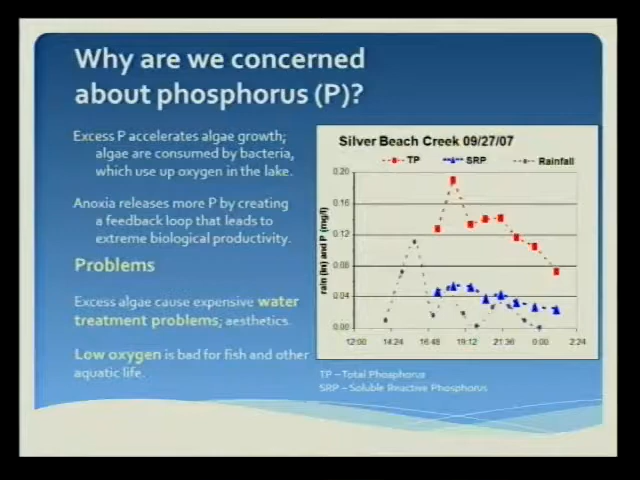 Why are we concerned
about phosphorus (P)?
Excess P accelerates algae growth;
algae are consumed by bacteria,
which use up oxygen in the lake.
Anoxia releases more P by creating
a feedback loop that leads to
extreme biological productivity.
Problems
Excess algae cause expensive water
treatment problems; aesthetics.
Low oxygen is bad for fish and other
aquatic life.
Silver Beach Creek 09/27/07
TP SRP Rainfall
rain (in) and P (mg/l)
0.20
0.16
0.12
0.08
0.04
0.00
12:00 14:24 16:48 19:12 21:36 0:00 2:24
TP – Total Phosphorus
SRP – Soluble Reactive Phosphorus